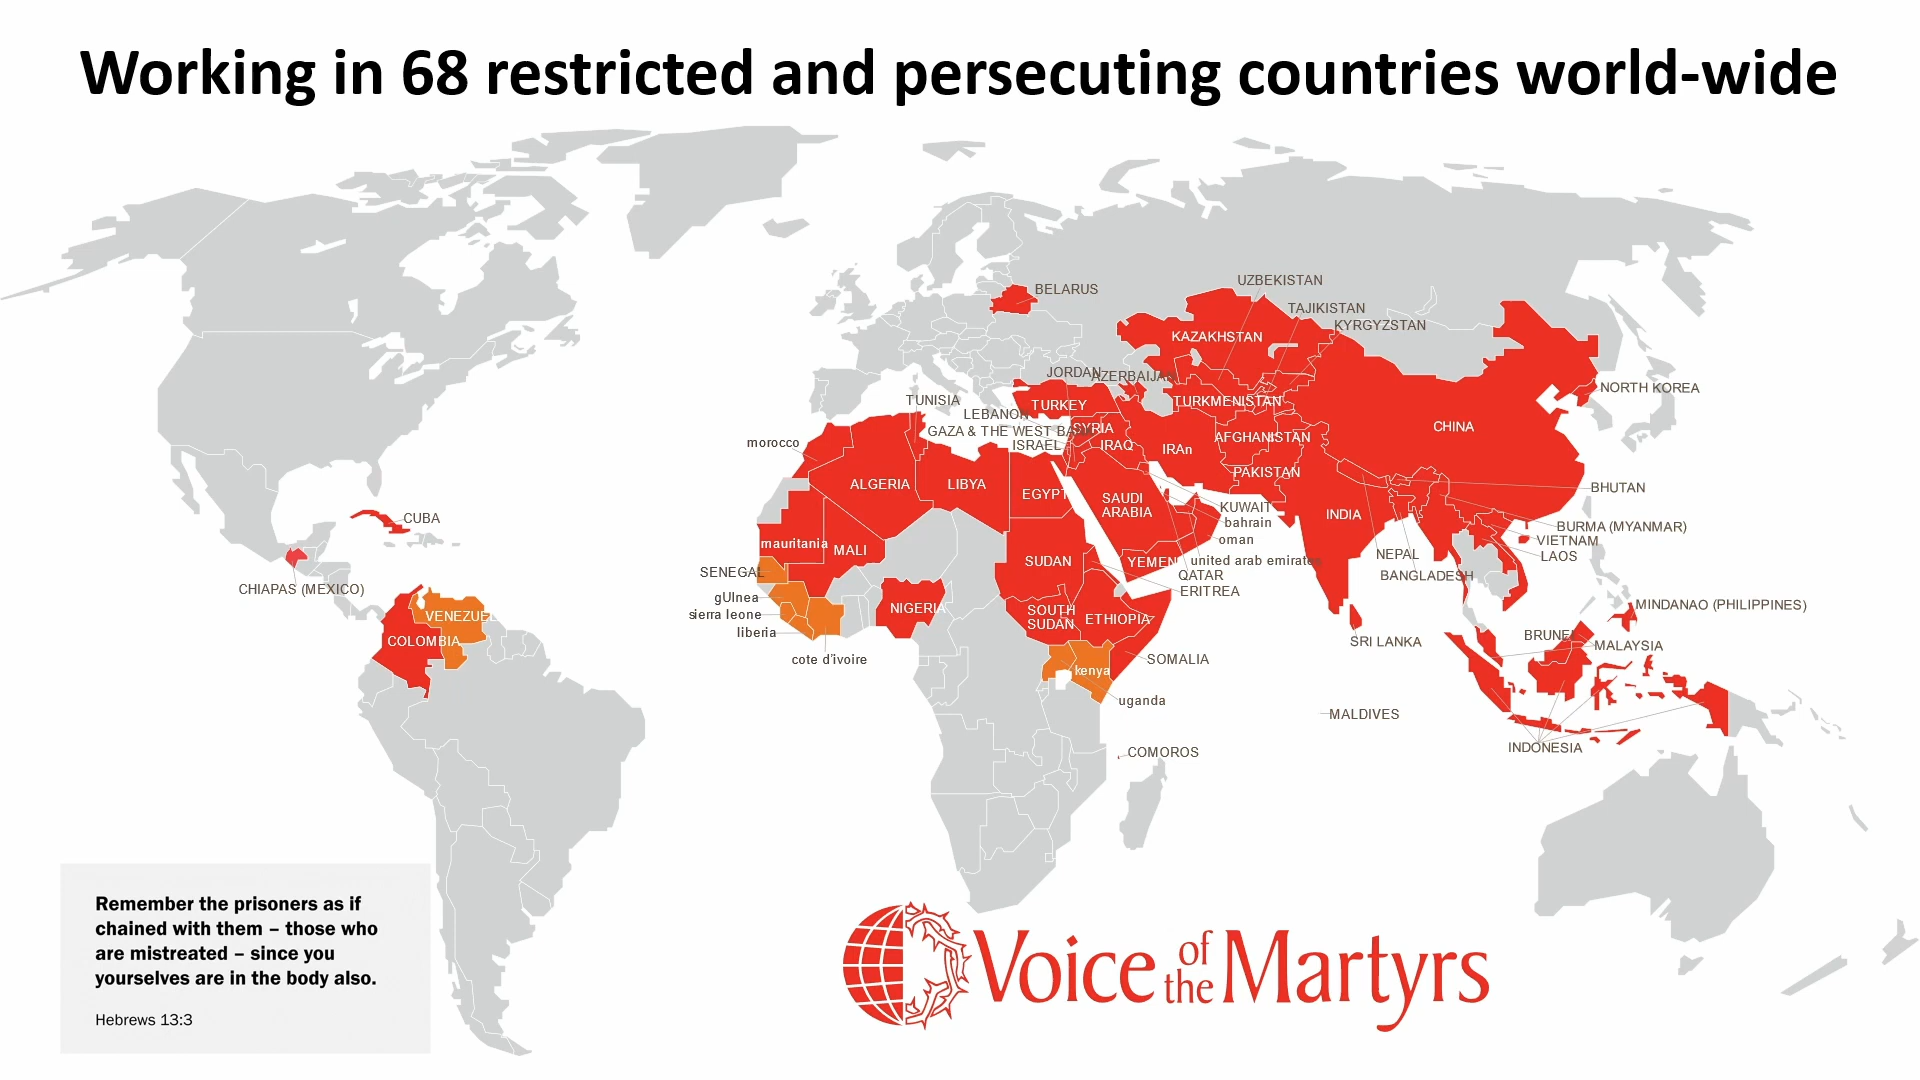 Working in 68 restricted and persecuting countries world-wide
UZBEKISTAN
BELARUS
TAJIKISTAN
KYRGYZSTAN
KAZAKHSTAN
JORDAN
AZERBAIJAN
NORTH KOREA
TUNISIA
TURKEY
TURKMENISTAN
LEBANON
GAZA & THE WEST BA
SYRIA
CHINA
morocco
ISRAEL
IRAQ
IRAn
AFGHANISTAN
PAKISTAN
ALGERIA
LIBYA
EGYPT
SAUDI
ARABIA
BHUTAN
KUWAIT
INDIA
CUBA
bahrain
BURMA (MYANMAR)
mauritania
MALI
oman
VIETNAM
NEPAL
LAOS
SUDAN
YEMEN
united arab emirates
SENEGAL
QATAR
BANGLADESH
CHIAPAS (MEXICO)
ERITREA
gUInea
sierra leone
NIGERIA
SOUTH
SUDAN
ETHIOPIA
MINDANAO (PHILIPPINES)
VENEZUE
liberia
BRUNEI
COLOMBIA
SRI LANKA
MALAYSIA
cote d'ivoire
SOMALIA
kenya
uganda
MALDIVES
INDONESIA
COMOROS
Remember the prisoners as if
chained with them – those who
are mistreated – since you
yourselves are in the body also.
Hebrews 13:3
Voice of the Martyrs